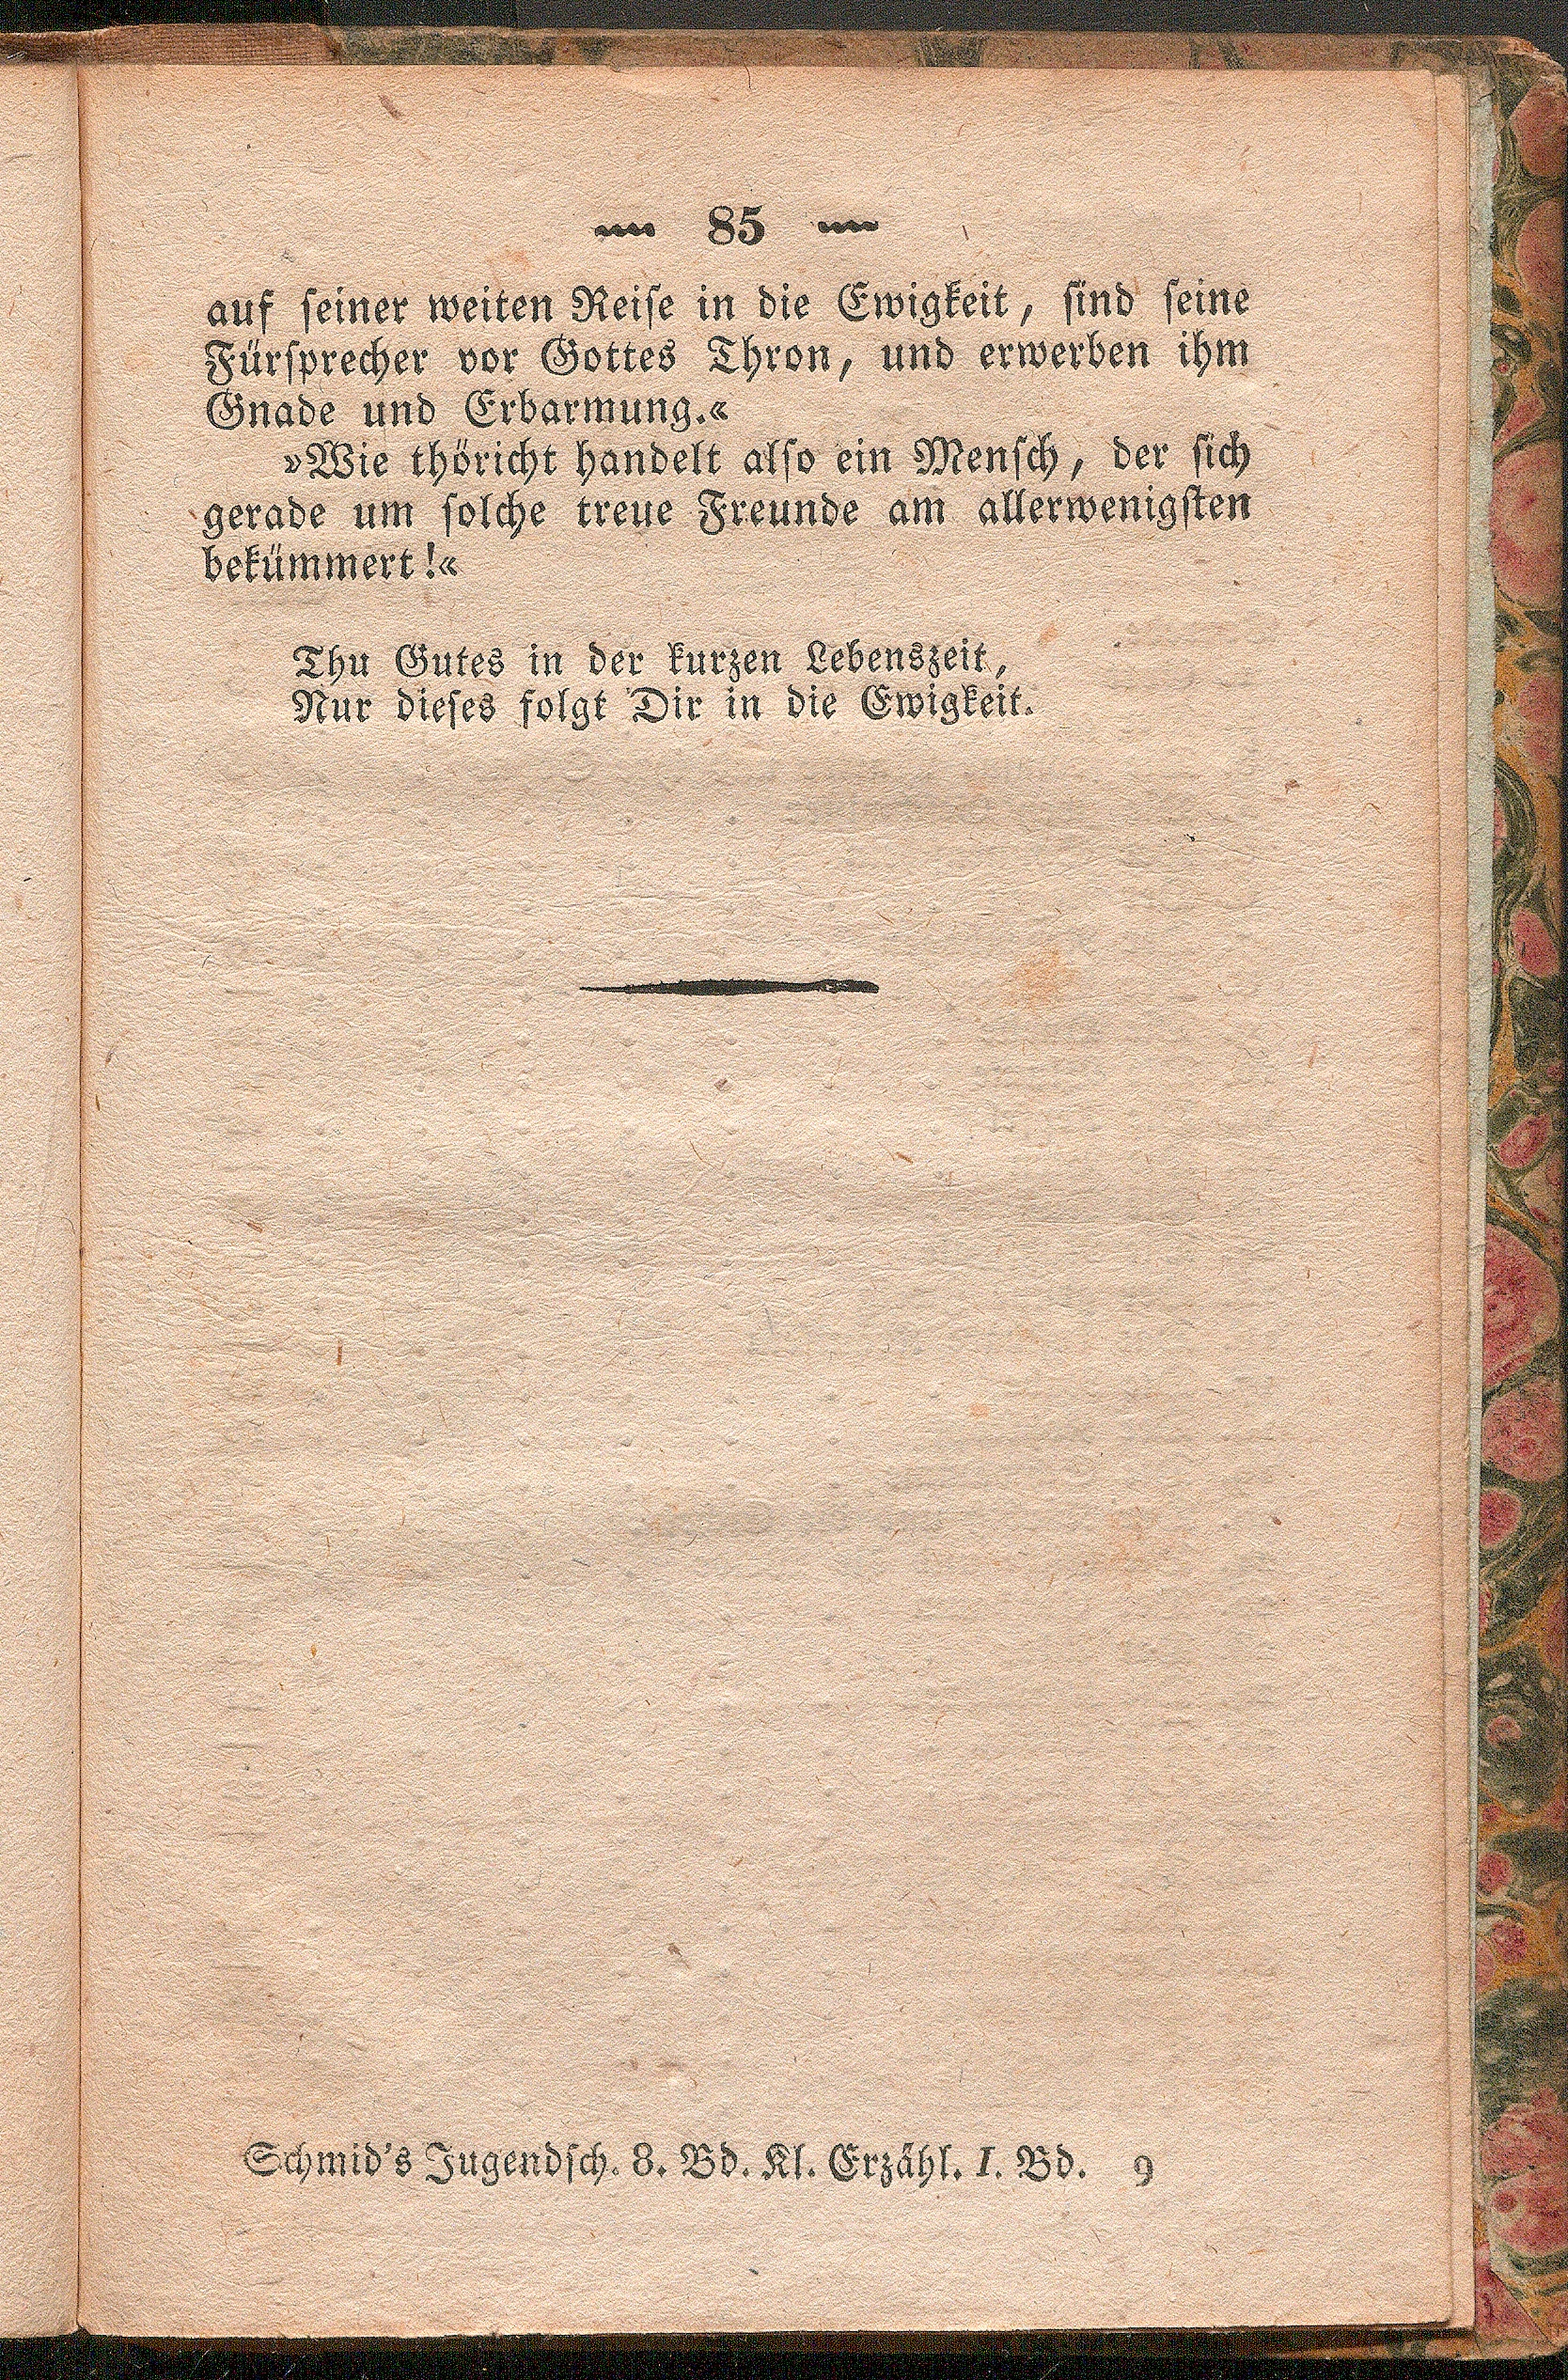 — 85 —
auf seiner weiten Reise in die Ewigkeit, sind seine
Fürsprecher vor Gottes Thron, und erwerben ihm
Gnade und Erbarmung.«
»Wie thöricht handelt also ein Mensch, der sich
gerade um solche treue Freunde am allerwenigsten
bekümmert!«
Thu Gutes in der kurzen Lebenszeit,
Nur dieses folgt Dir in die Ewigkeit.
Schmid's Jugendsch. 8. Bd. Kl. Erzähl. I. Bd. 9